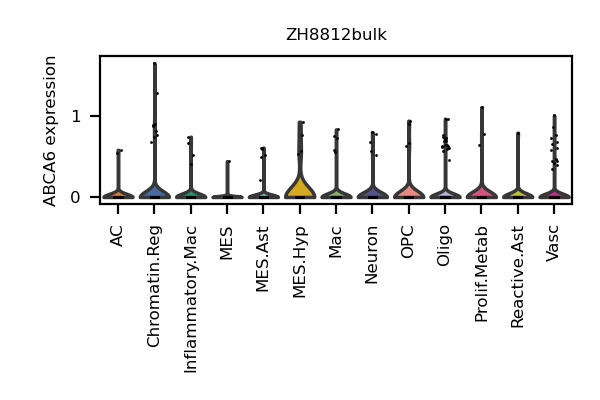 ZH8812bulk
ABCA6 expression
1
0
AC
Chromatin.Reg
Inflammatory.Mac
MES
MES.Ast
MES.Hyp
Mac
Neuron
OPC
Oligo
Prolif.Metab
Reactive.Ast
Vasc